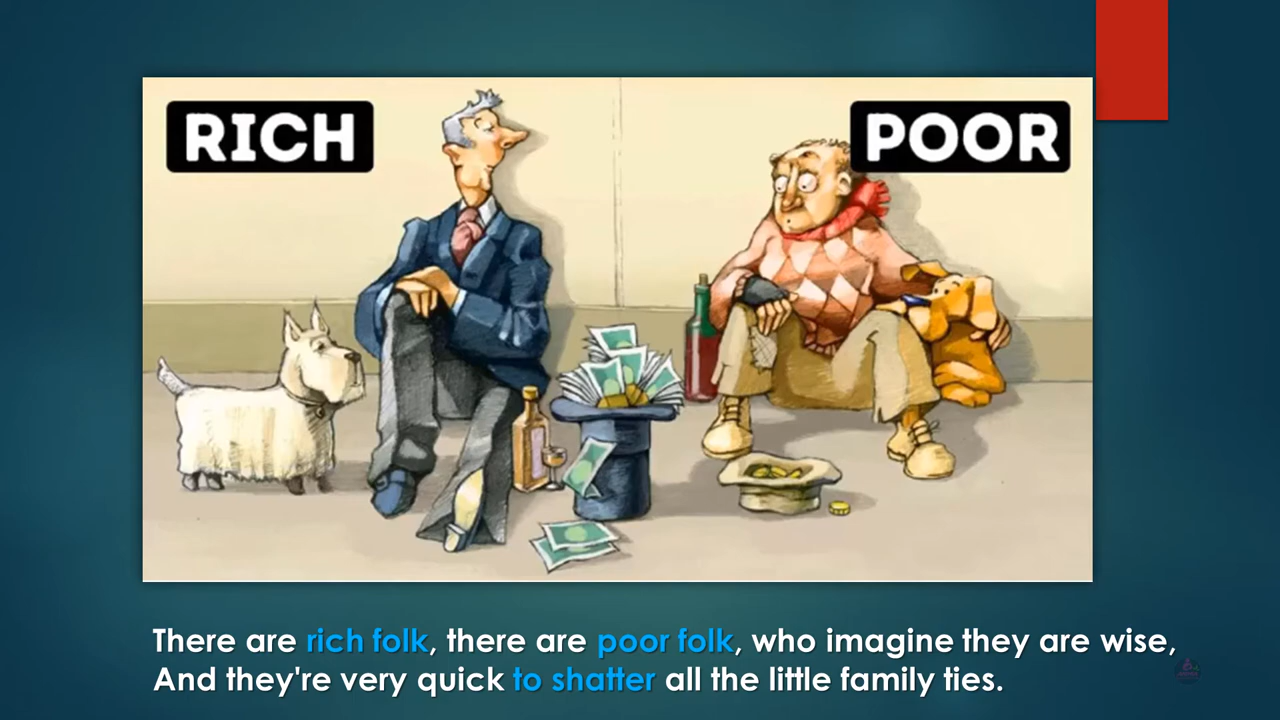 RICH
POOR
There are rich folk, there are poor folk, who imagine they are wise,
And they're very quick to shatter all the little family ties.